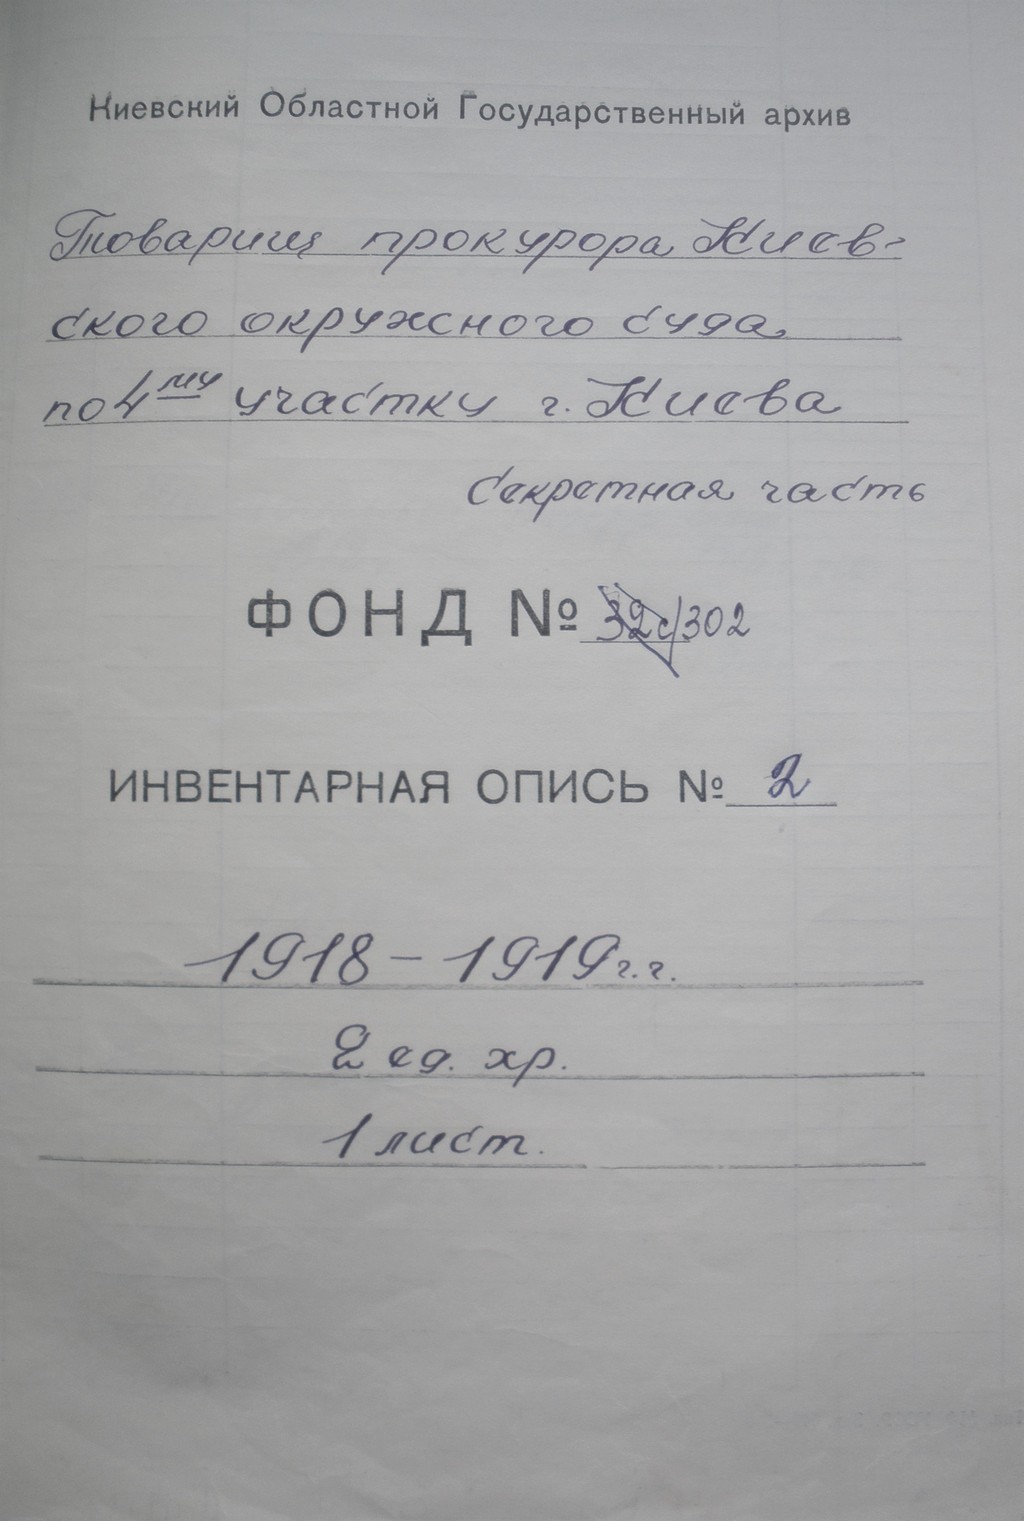 Киевский Областной Государственный архив
Товарищ прокурора Киев-
ского окружного суда
по 4му участку г. Киева
Секретная часть
ФОНД № 32с/302
ИНВЕНТАРНАЯ ОПИСЬ № 2
1918 – 1919 г.г.
2 ед. хр.
1 лист.